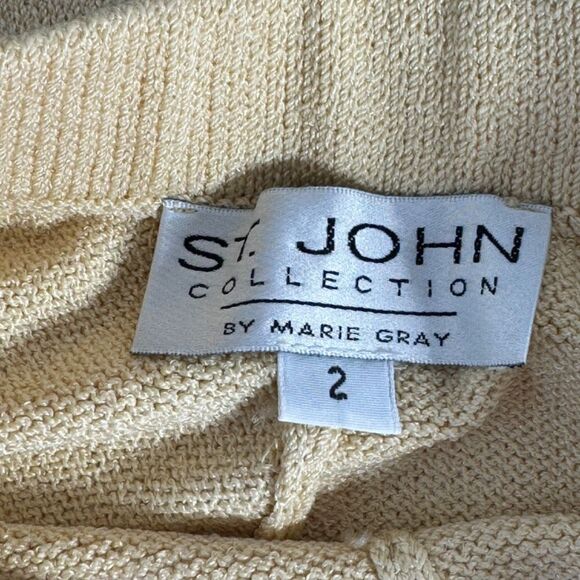 ST. JOHN
COLLECTION
BY MARIE GRAY
2